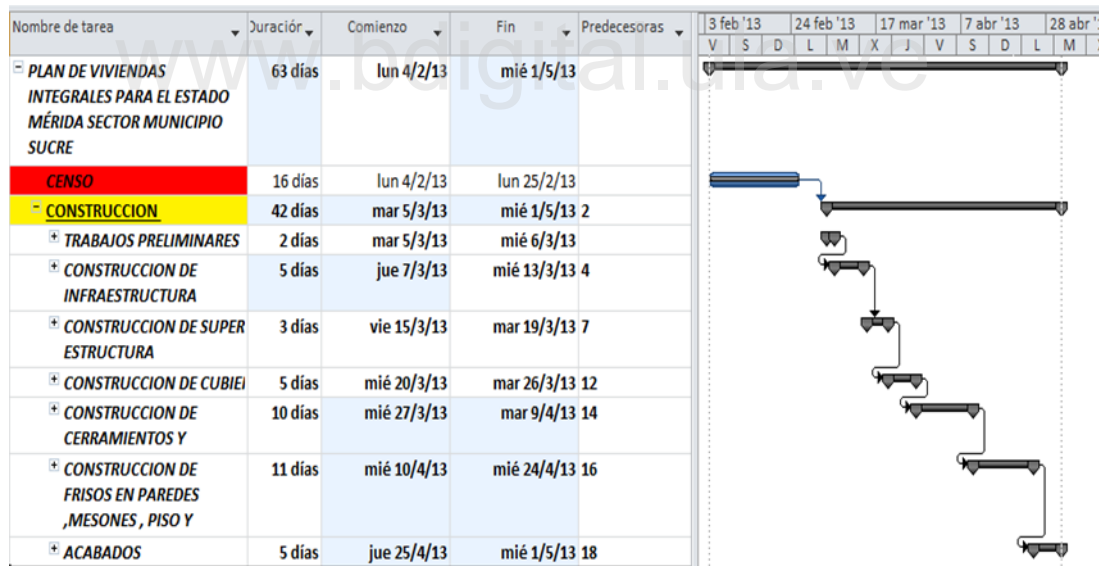 Nombre de tarea Duración Comienzo Fin Predecesoras 3 feb '13 24 feb '13 17 mar '13 7 abr '13 28 abr '
V S D L M X J V S D L M
www.bdigital.ula.ve
PLAN DE VIVIENDAS 63 días lun 4/2/13 mié 1/5/13
INTEGRALES PARA EL ESTADO
MÉRIDA SECTOR MUNICIPIO
SUCRE
CENSO 16 días lun 4/2/13 lun 25/2/13
CONSTRUCCION 42 días mar 5/3/13 mié 1/5/13 2
TRABAJOS PRELIMINARES 2 días mar 5/3/13 mié 6/3/13
CONSTRUCCION DE 5 días jue 7/3/13 mié 13/3/13 4
INFRAESTRUCTURA
CONSTRUCCION DE SUPER 3 días vie 15/3/13 mar 19/3/13 7
ESTRUCTURA
CONSTRUCCION DE CUBIE 5 días mié 20/3/13 mar 26/3/13 12
CONSTRUCCION DE 10 días mié 27/3/13 mar 9/4/13 14
CERRAMIENTOS Y
CONSTRUCCION DE 11 días mié 10/4/13 mié 24/4/13 16
FRISOS EN PAREDES
,MESONES , PISO Y
ACABADOS 5 días jue 25/4/13 mié 1/5/13 18